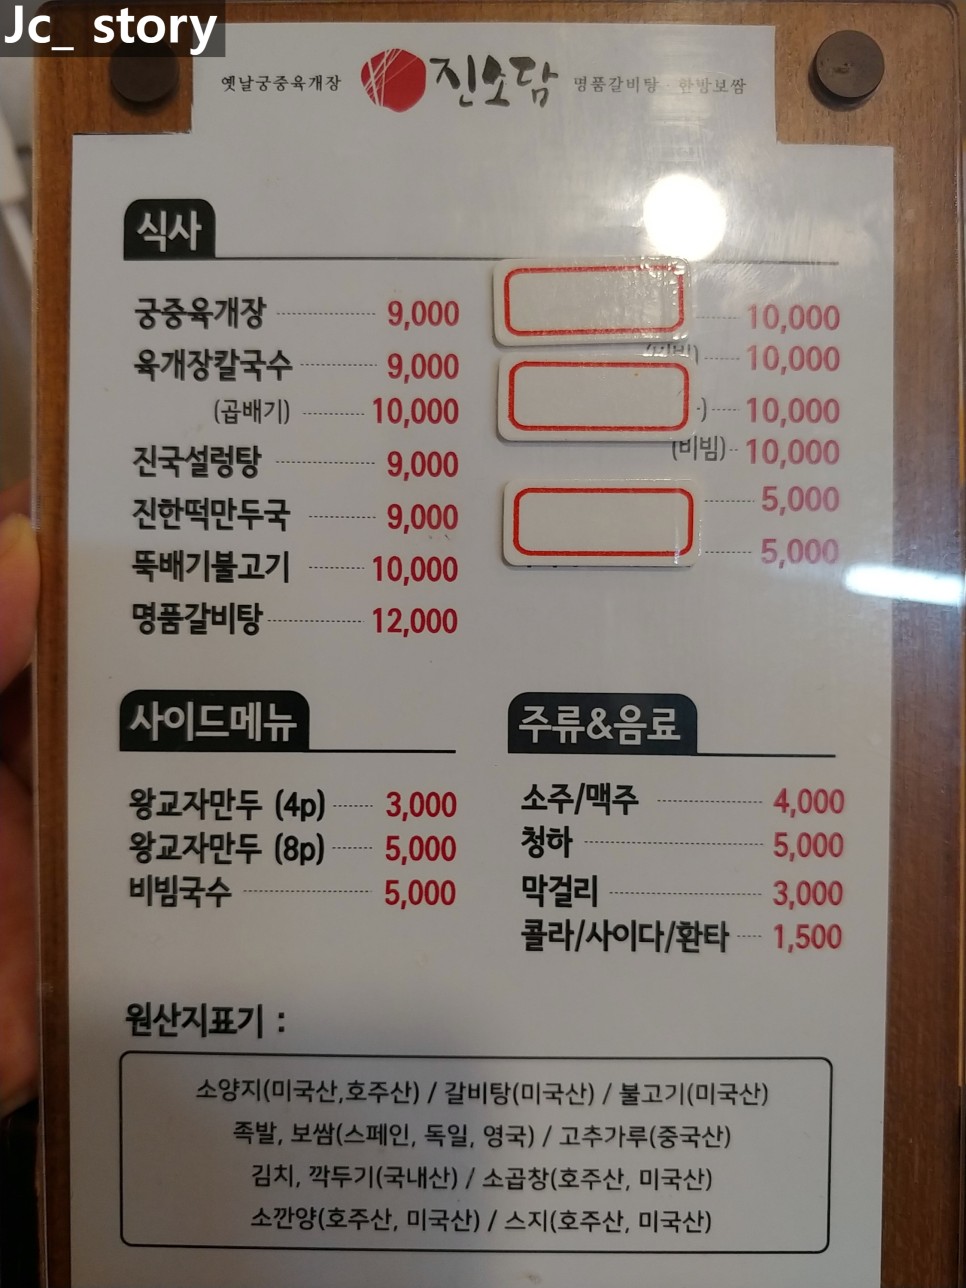 Jc_ story
옛날궁중육개장 진소담 명품갈비탕 · 한방보쌈
식사
궁중육개장 9,000
육개장칼국수 9,000
(곱배기) 10,000
진국설렁탕 9,000
진한떡만두국 9,000
뚝배기불고기 10,000
명품갈비탕 12,000
10,000
(비빔) 10,000
10,000
(비빔) 10,000
5,000
5,000
사이드메뉴
왕교자만두 (4p) 3,000
왕교자만두 (8p) 5,000
비빔국수 5,000
주류&음료
소주/맥주 4,000
청하 5,000
막걸리 3,000
콜라/사이다/환타 1,500
원산지표기 :
소양지(미국산,호주산) / 갈비탕(미국산) / 불고기(미국산)
족발, 보쌈(스페인, 독일, 영국) / 고추가루(중국산)
김치, 깍두기(국내산) / 소곱창(호주산, 미국산)
소깐양(호주산, 미국산) / 스지(호주산, 미국산)